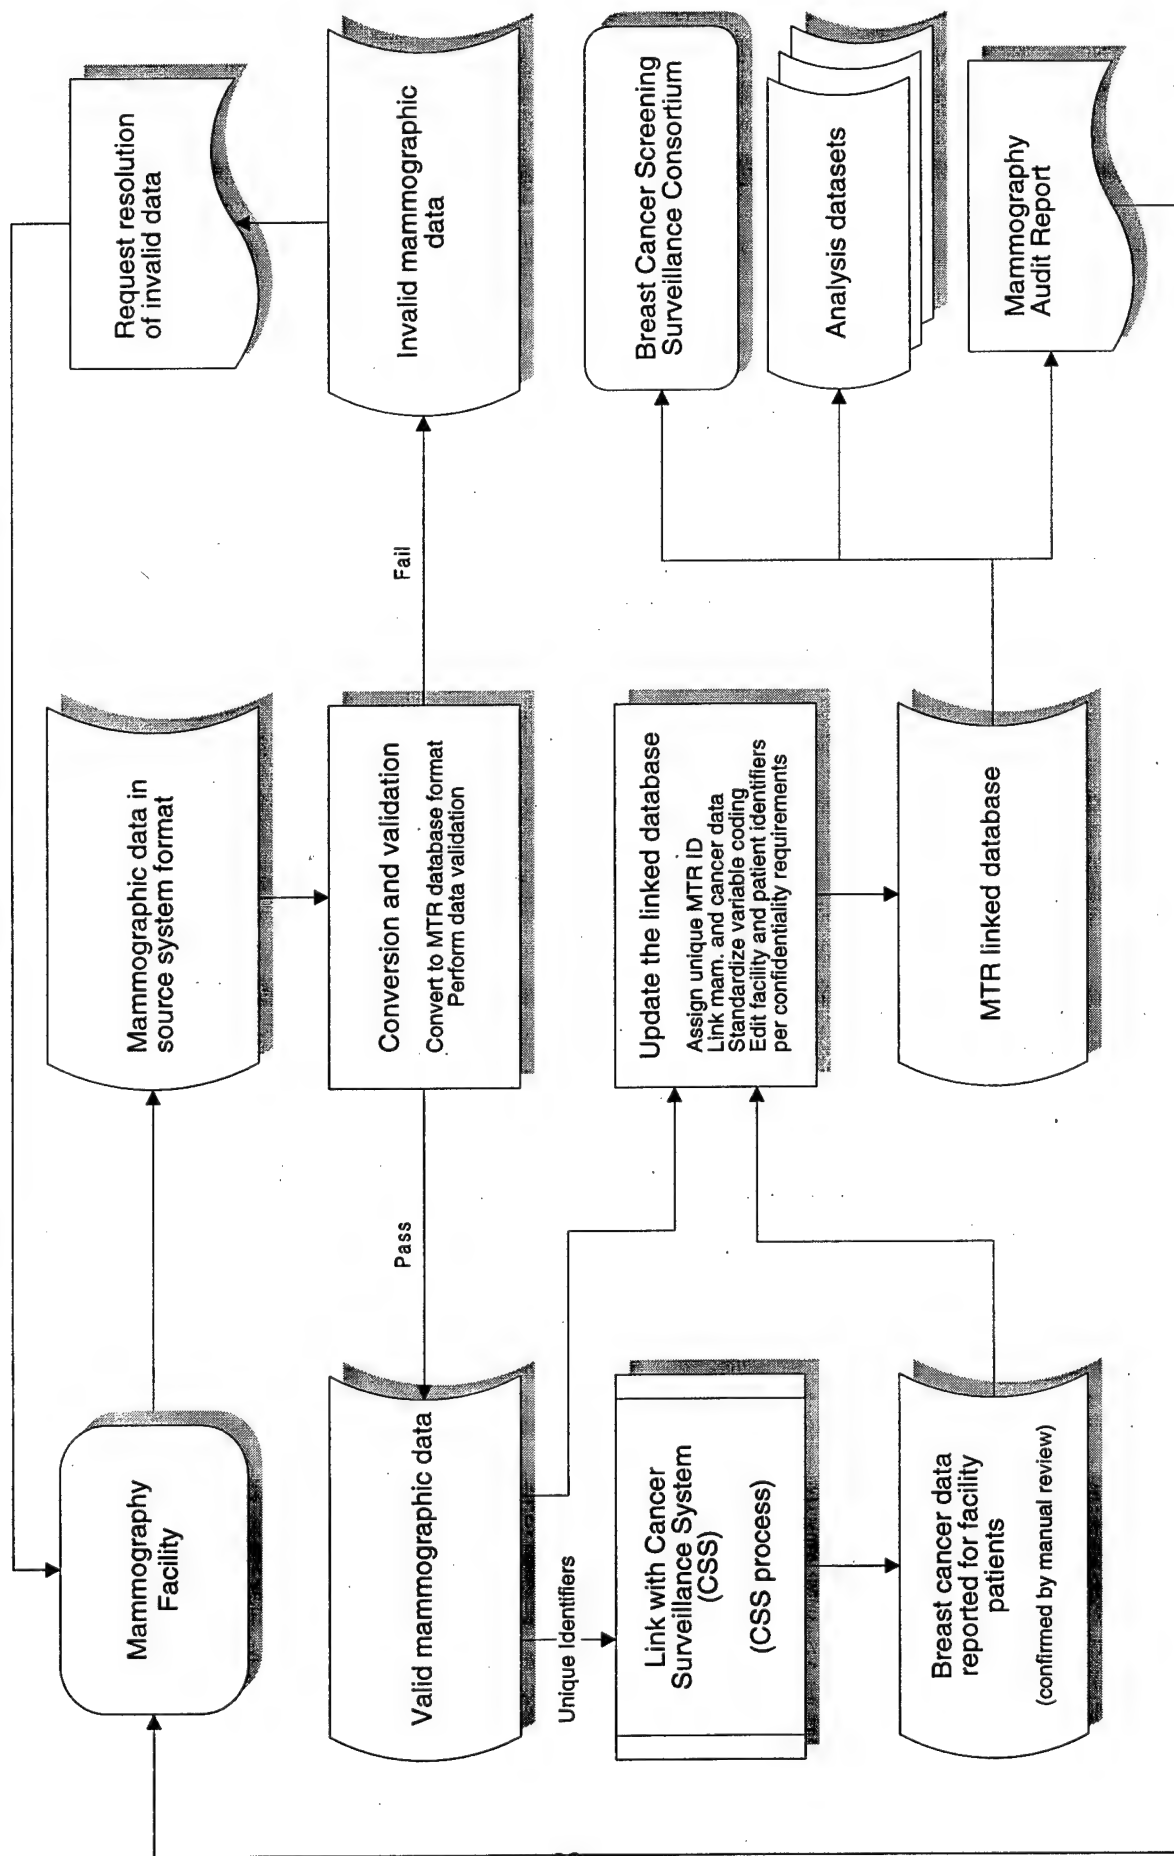 Mammography
Facility
Mammographic data in
source system format
Request resolution
of invalid data
Valid mammographic data
Pass
Conversion and validation
Convert to MTR database format
Perform data validation
Fail
Invalid mammographic
data
Unique Identifiers
Link with Cancer
Surveillance System
(CSS)
(CSS process)
Update the linked database
Assign unique MTR ID
Link mam. and cancer data
Standardize variable coding
Edit facility and patient identifiers
per confidentiality requirements
Breast Cancer Screening
Surveillance Consortium
Analysis datasets
Breast cancer data
reported for facility
patients
(confirmed by manual review)
MTR linked database
Mammography
Audit Report